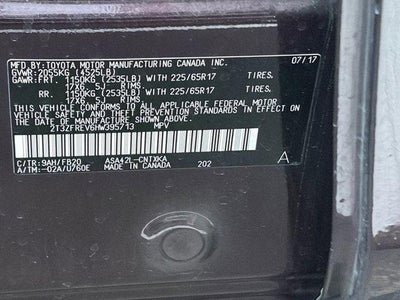 MFD.BY:TOYOTA MOTOR MANUFACTURING CANADA INC.
GVWR:2055KG (4525LB) 07/17
GAWR:FRT. 1150KG (2535LB) WITH 225/65R17 TIRES.
17X6.5J RIMS.
RR. 1150KG (2535LB) WITH 225/65R17 TIRES.
17X6.5J RIMS.
THIS VEHICLE CONFORMS TO ALL APPLICABLE FEDERAL MOTOR
VEHICLE SAFETY AND THEFT PREVENTION STANDARDS IN EFFECT
ON THE DATE OF MANUFACTURE SHOWN ABOVE.
2T3ZFREV6HW395713 MPV
C/TR:9AH/FB20 ASA42L-CNTXKA
A/TM:-02A/U760E MADE IN CANADA 202 A